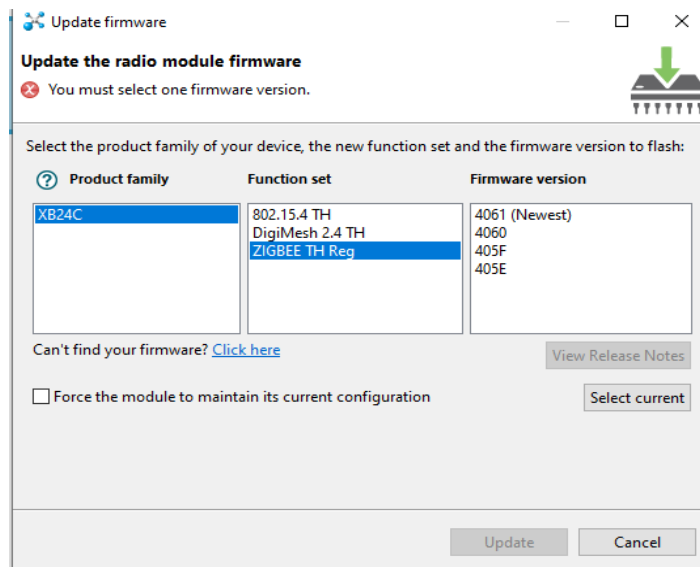 Update firmware
Update the radio module firmware
You must select one firmware version.
Select the product family of your device, the new function set and the firmware version to flash:
Product family
Function set
Firmware version
XB24C
802.15.4 TH
DigiMesh 2.4 TH
ZIGBEE TH Reg
4061 (Newest)
4060
405F
405E
Can't find your firmware? Click here
View Release Notes
Force the module to maintain its current configuration
Select current
Update
Cancel